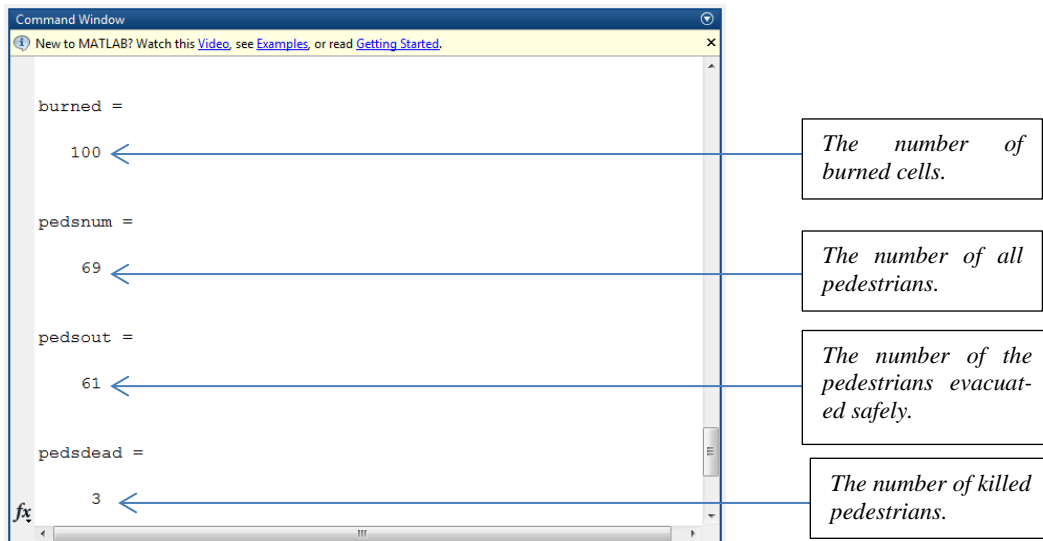 Command Window
New to MATLAB? Watch this Video, see Examples, or read Getting Started.
burned =
100
The number of
burned cells.
pedsnum =
69
The number of all
pedestrians.
pedsout =
61
The number of the
pedestrians evacuat-
ed safely.
pedsdead =
3
The number of killed
pedestrians.
fx